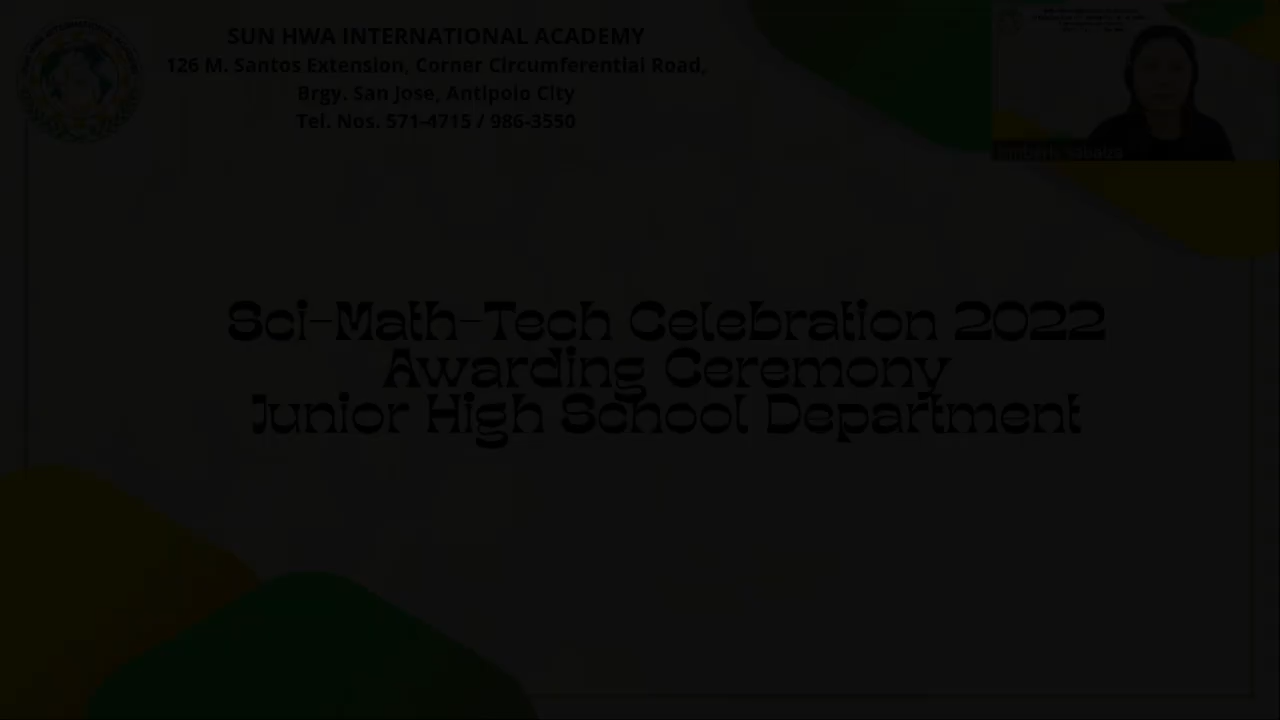 SUN HWA INTERNATIONAL ACADEMY
126 M. Santos Extension, Corner Circumferential Road,
Brgy. San Jose, Antipolo City
Tel. Nos. 571-4715 / 986-3550
Sci-Math-Tech Celebration 2022
Awarding Ceremony
Junior High School Department